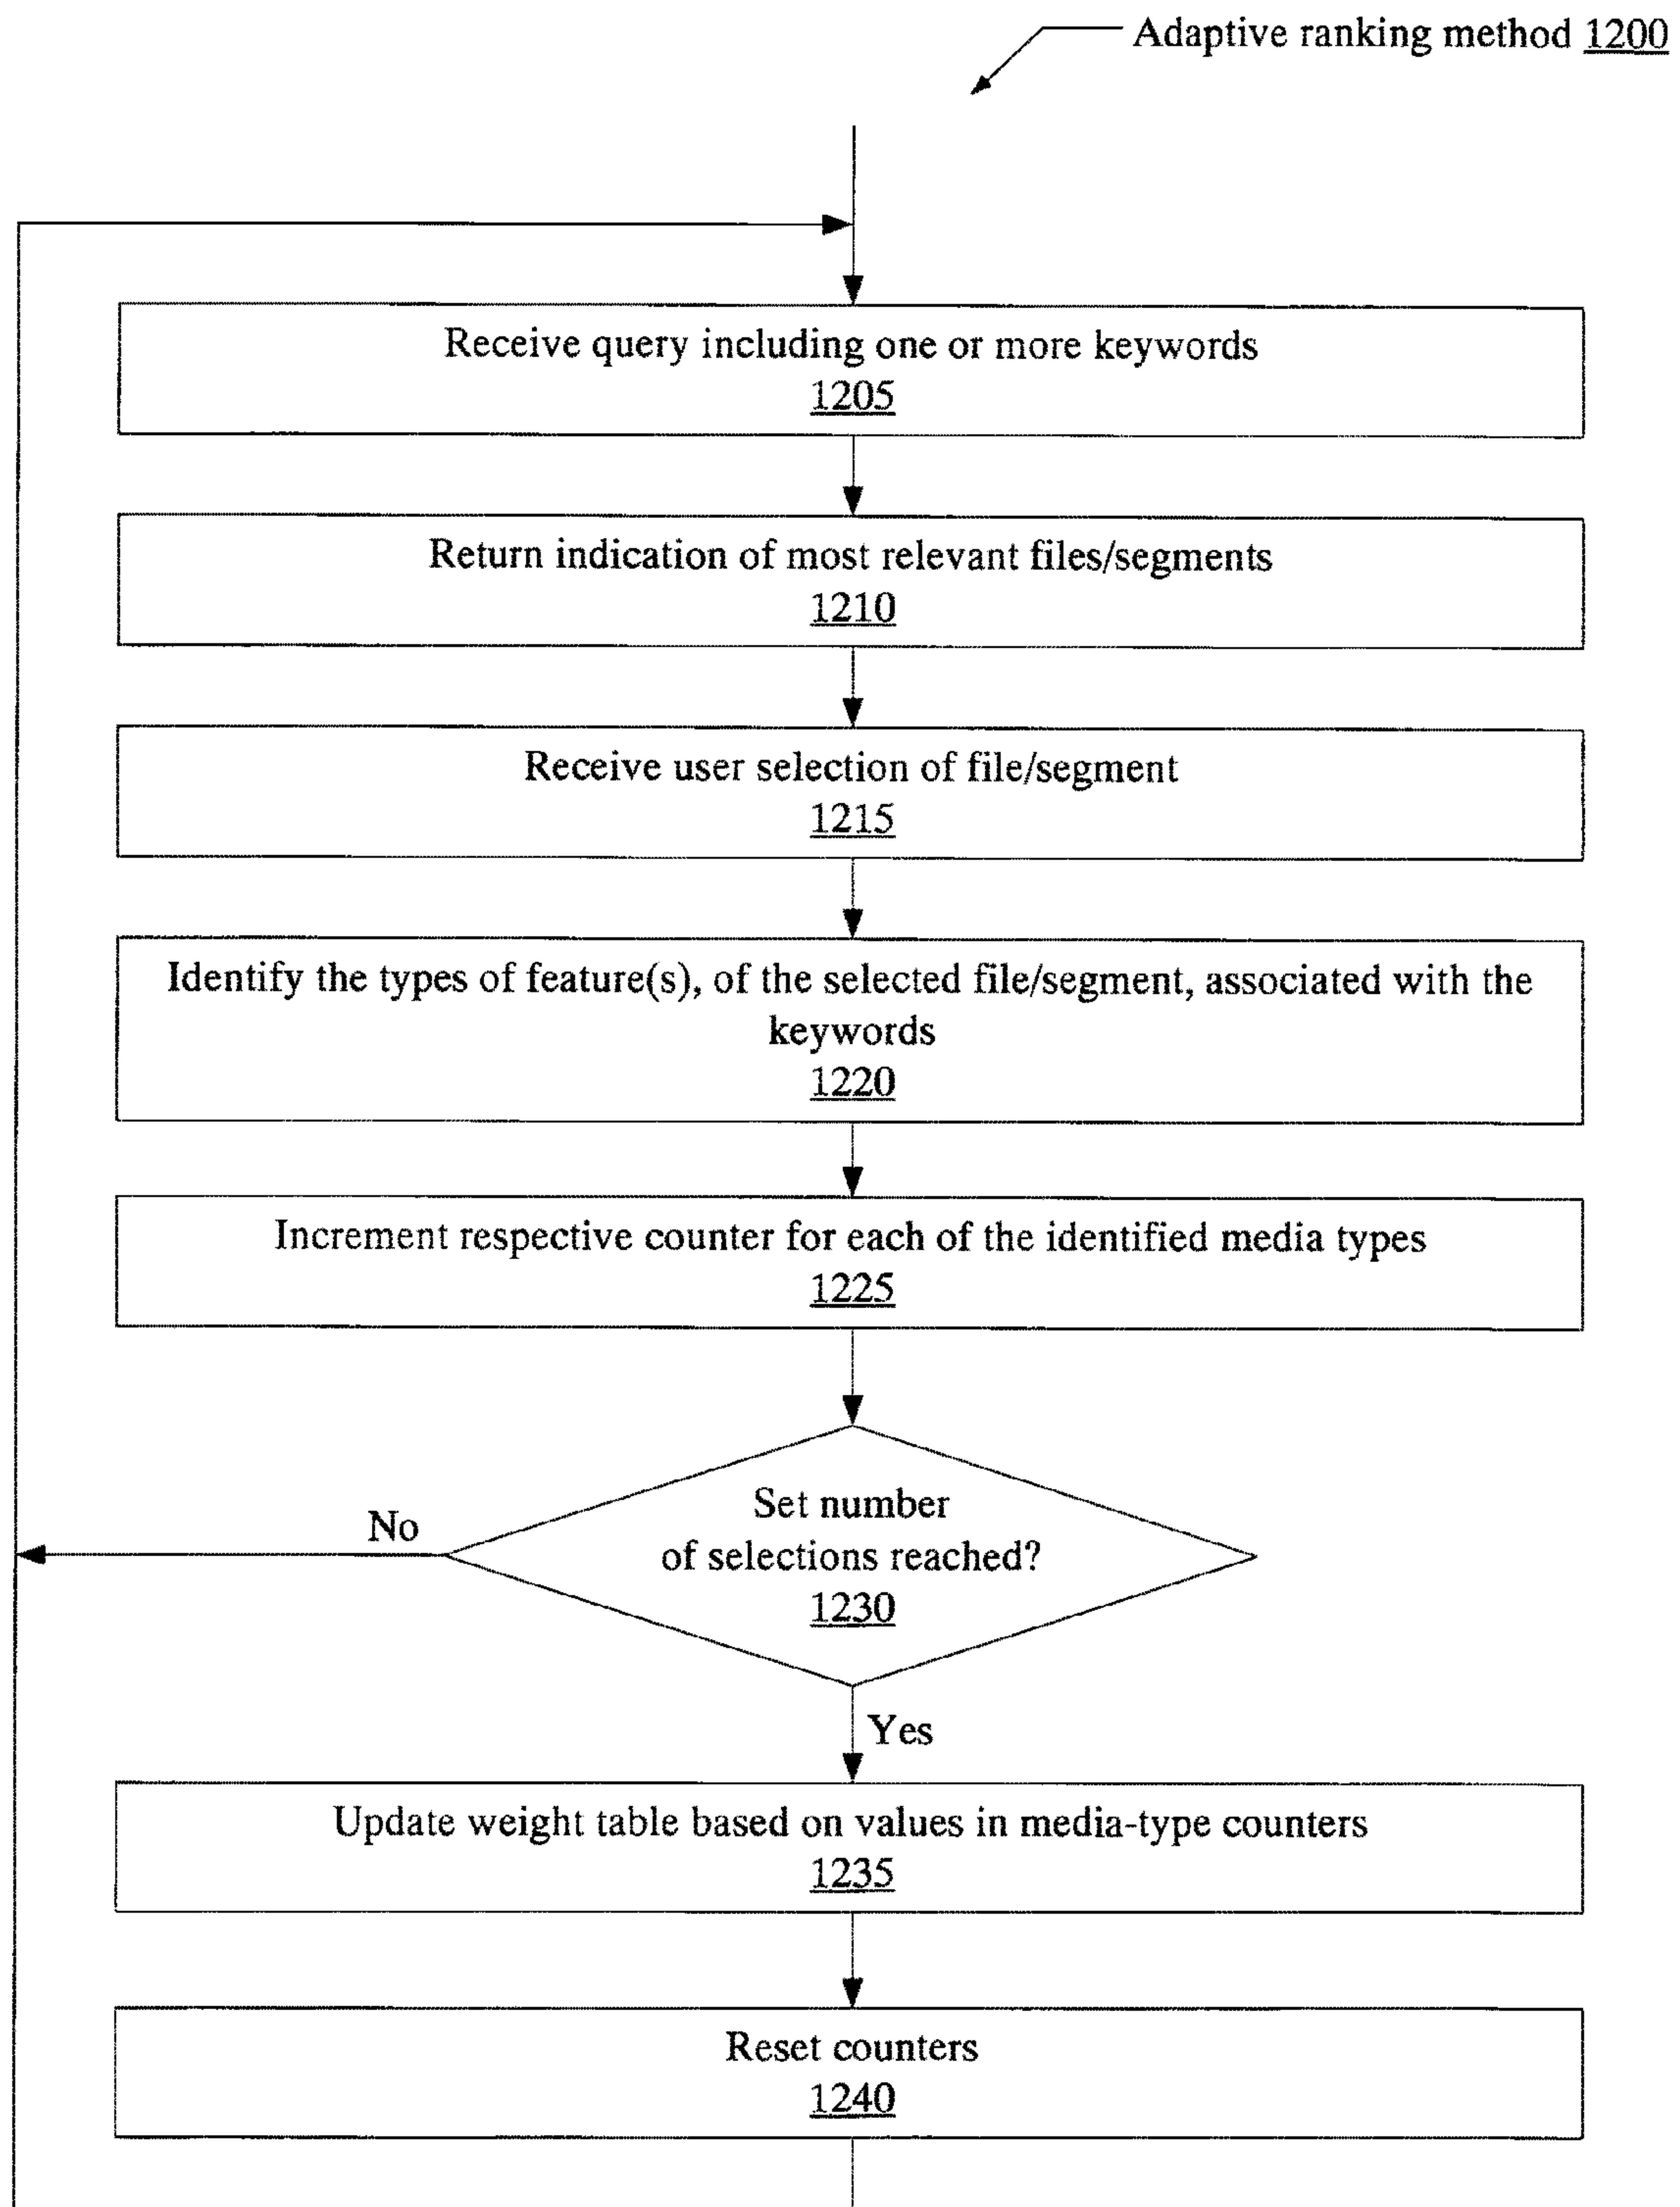 Adaptive ranking method 1200
Receive query including one or more keywords
1205
Return indication of most relevant files/segments
1210
Receive user selection of file/segment
1215
Identify the types of feature(s), of the selected file/segment, associated with the
keywords
1220
Increment respective counter for each of the identified media types
1225
Set number
of selections reached?
1230
No
Yes
Update weight table based on values in media-type counters
1235
Reset counters
1240